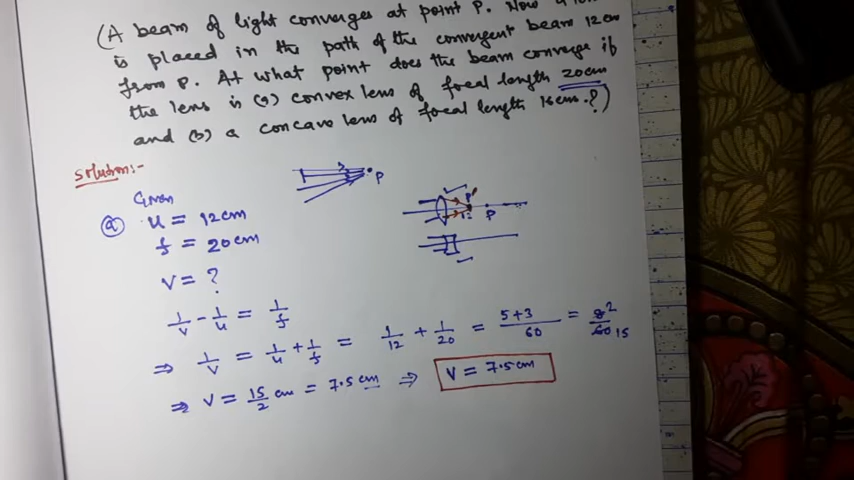 (A beam of light converges at point P. Now a
is placed in the path of the convergent beam 12cm
from P. At what point does the beam converge if
the lens is (a) convex lens of focal length 20cm
and (b) a concave lens of focal length 16cm.?)
Solution:-
P
Given
(a) u = 12cm
f = 20cm
v = ?
P' P
1/v - 1/u = 1/f
⇒ 1/v = 1/u + 1/f = 1/12 + 1/20 = 5+3/60 = 8/60 2 15
⇒ v = 15/2 cm = 7.5 cm ⇒ v = 7.5cm